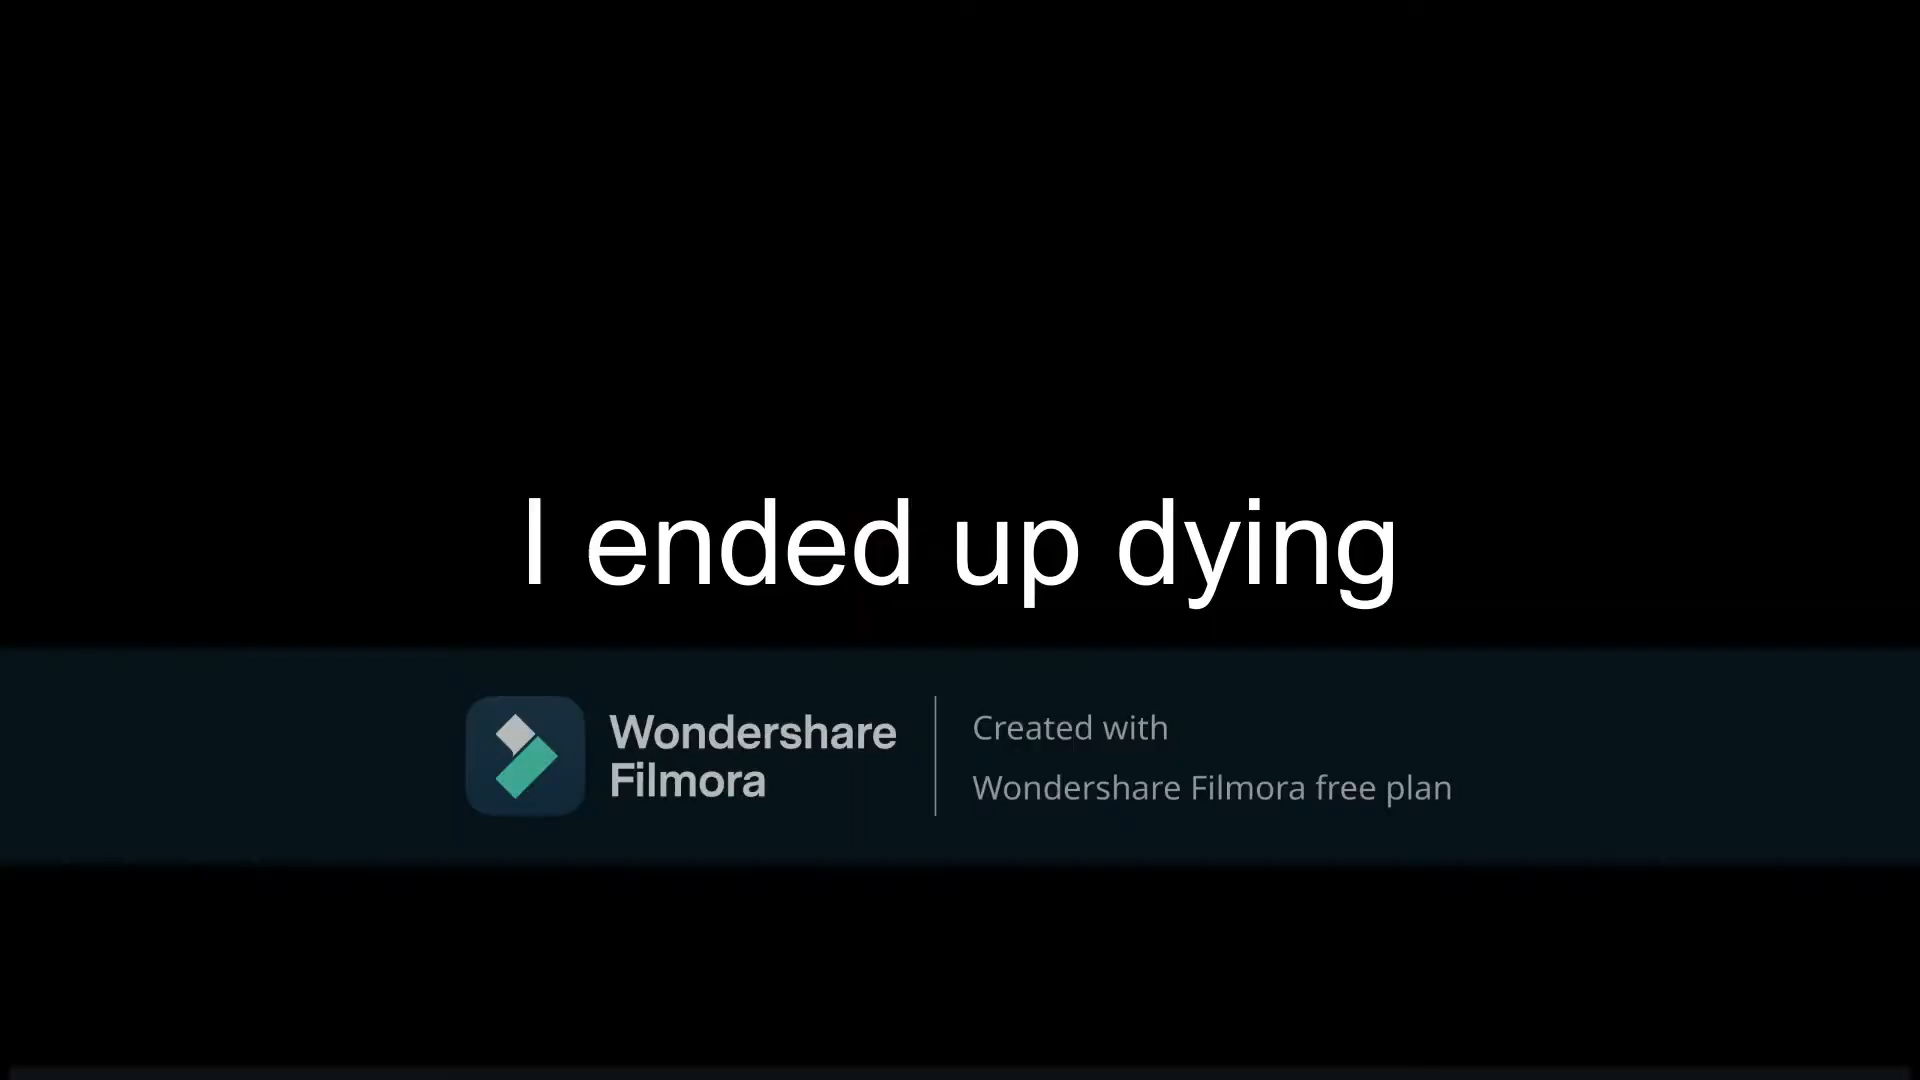 I ended up dying
Wondershare
Filmora
Created with
Wondershare Filmora free plan